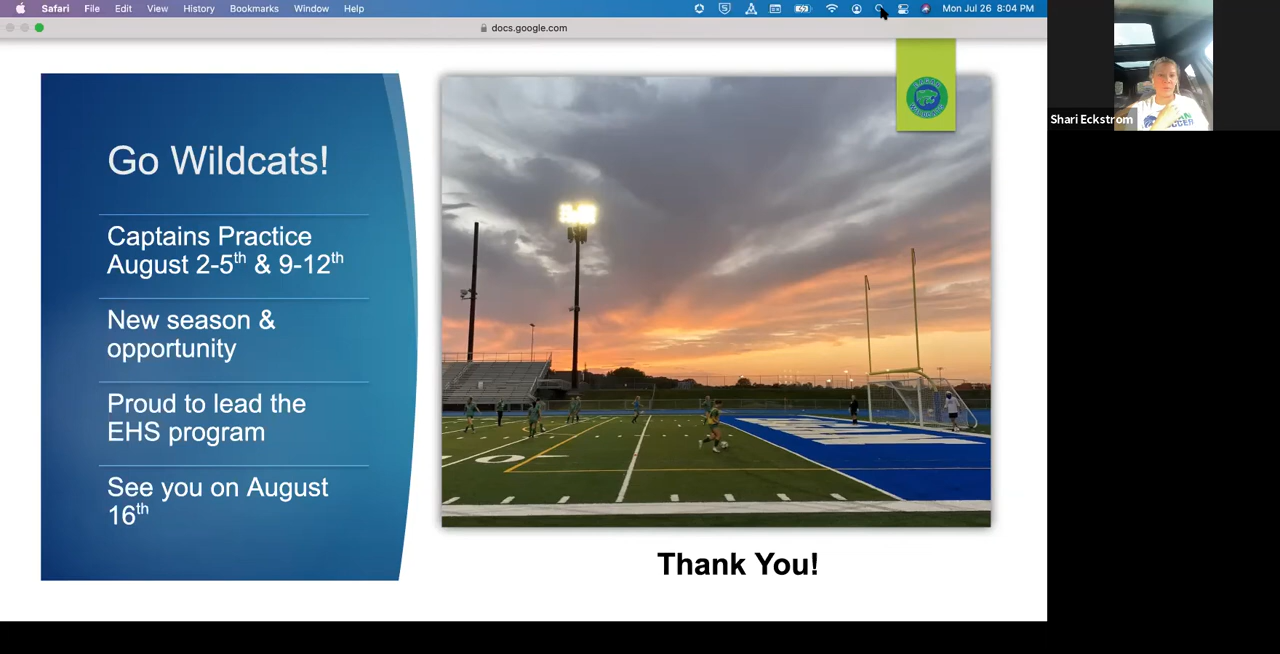 Safari File Edit View History Bookmarks Window Help Mon Jul 26 8:04 PM
docs.google.com
Shari Eckstrom
Go Wildcats!
Captains Practice
August 2-5th & 9-12th
New season &
opportunity
Proud to lead the
EHS program
See you on August
16th
Thank You!